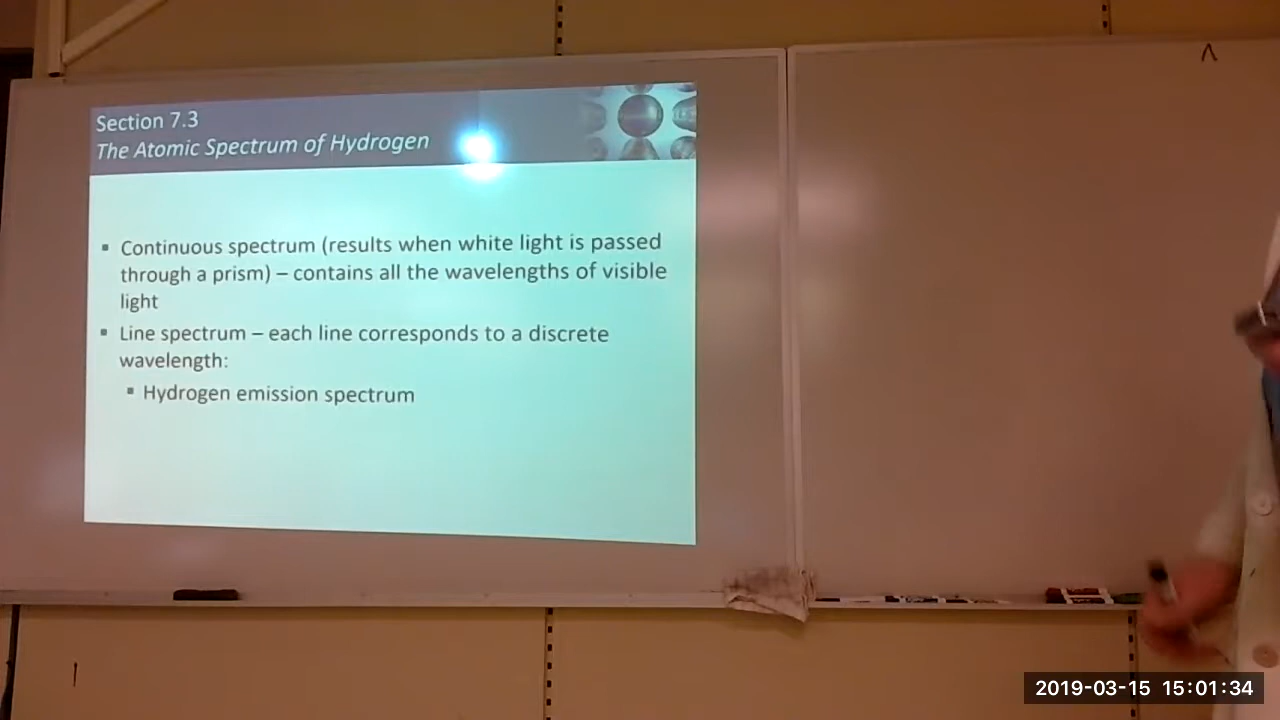 Section 7.3
The Atomic Spectrum of Hydrogen
▪ Continuous spectrum (results when white light is passed
through a prism) – contains all the wavelengths of visible
light
▪ Line spectrum – each line corresponds to a discrete
wavelength:
▪ Hydrogen emission spectrum
2019-03-15 15:01:34